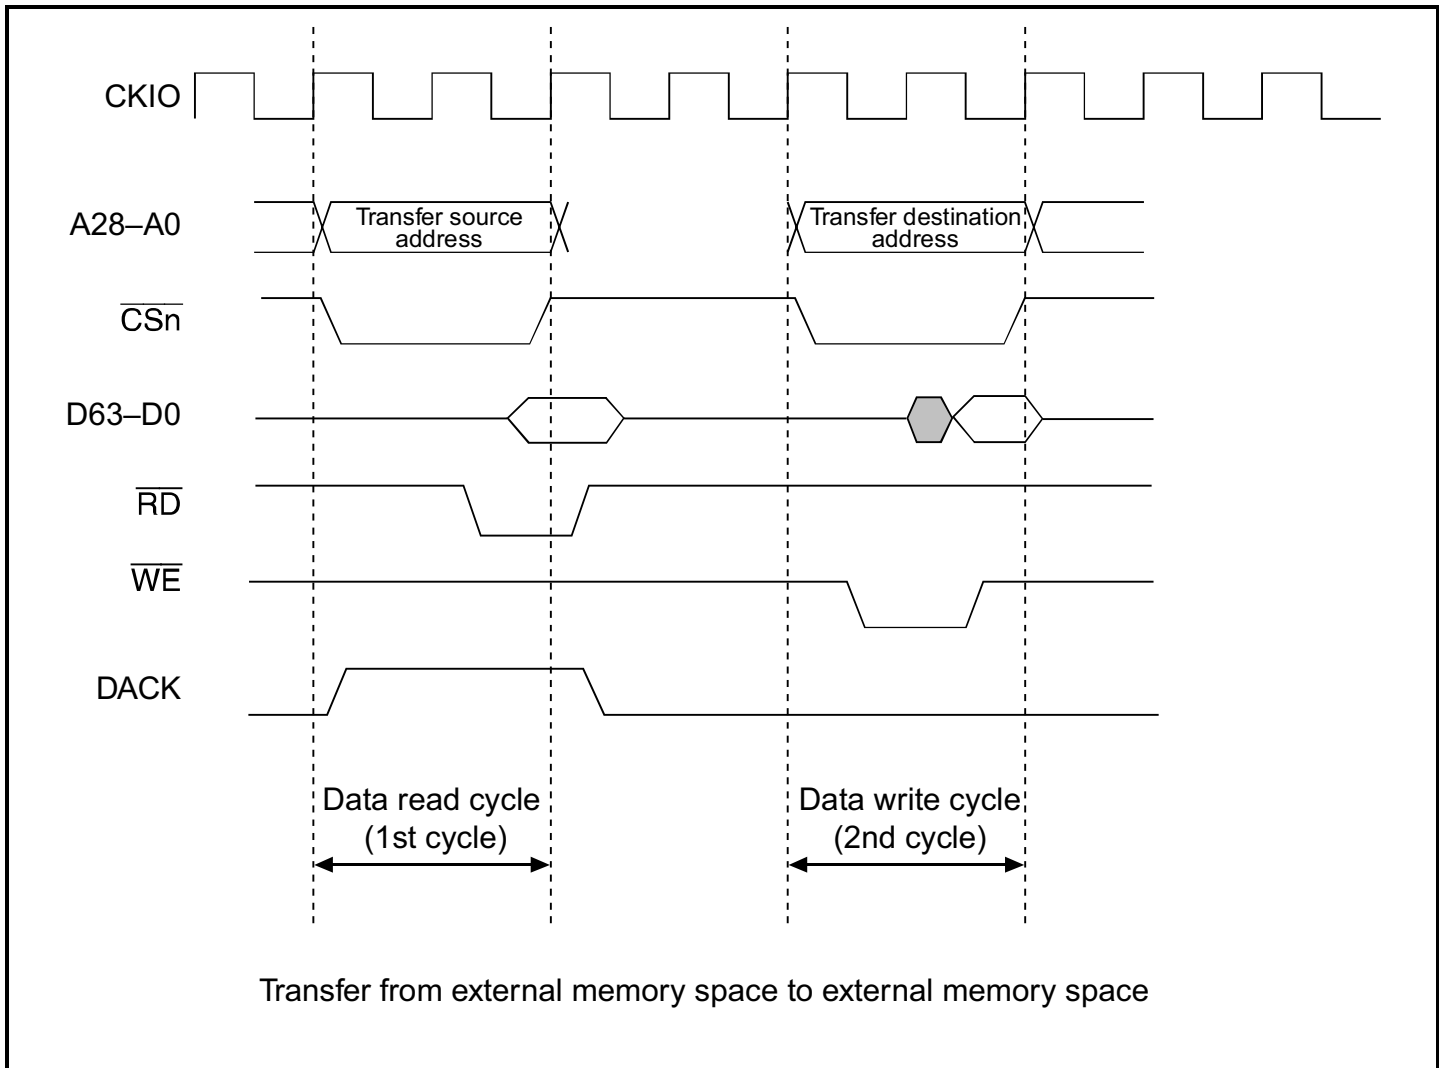 CKIO
A28–A0
Transfer source
address
Transfer destination
address
CSn
D63–D0
RD
WE
DACK
Data read cycle
(1st cycle)
Data write cycle
(2nd cycle)
Transfer from external memory space to external memory space